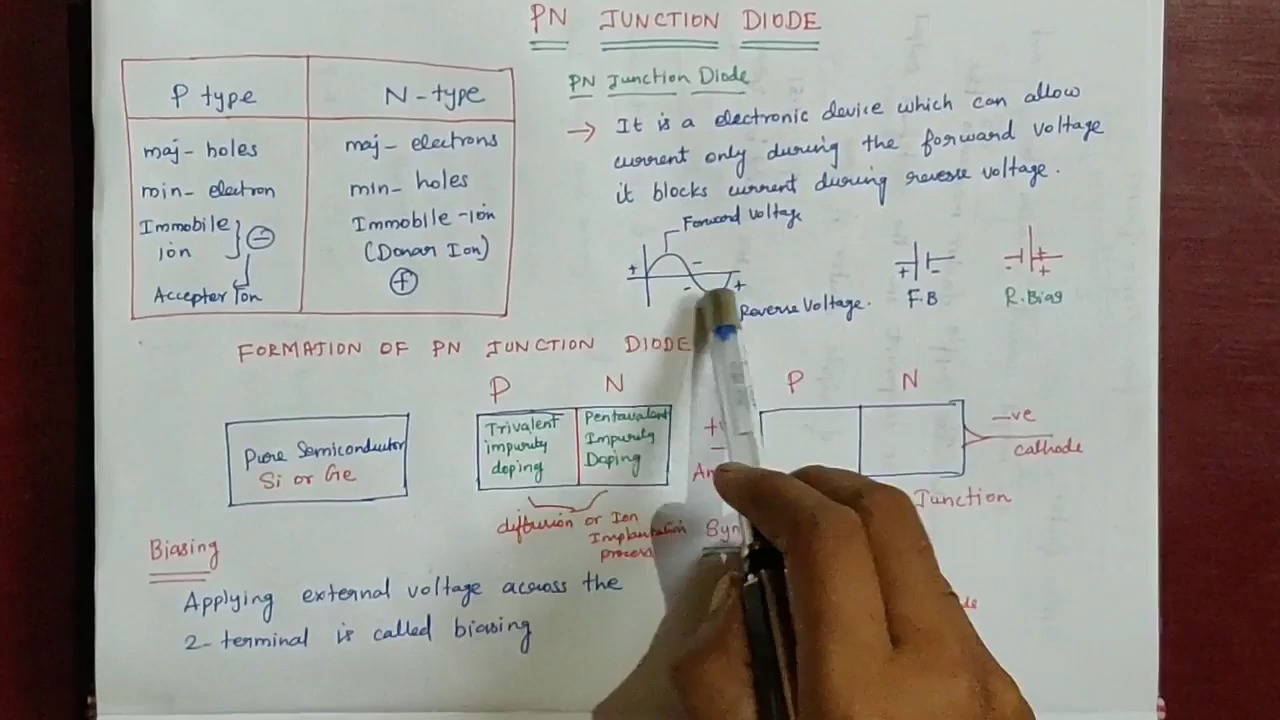 PN JUNCTION DIODE
P type
N-type
maj- holes
maj- electrons
min- electron
min- holes
Immobile
ion
-
Immobile-ion
(Donar Ion)
+
Accepter Ion
PN Junction Diode
→ It is a electronic device which can allow
current only during the forward voltage
it blocks current during reverse voltage.
Forward voltage
+
-
-
+
Reverse Voltage.
+ -
F.B
- +
+
R.Bias
FORMATION OF PN JUNCTION DIODE
Pure Semiconductor
Si or Ge
P N
Trivalent
impurity
doping
Pentavalent
Impurity
Doping
diffusion or Ion
Implantation
process
P N
-ve
cathode
Junction
Biasing
Applying external voltage across the
2- terminal is called biasing